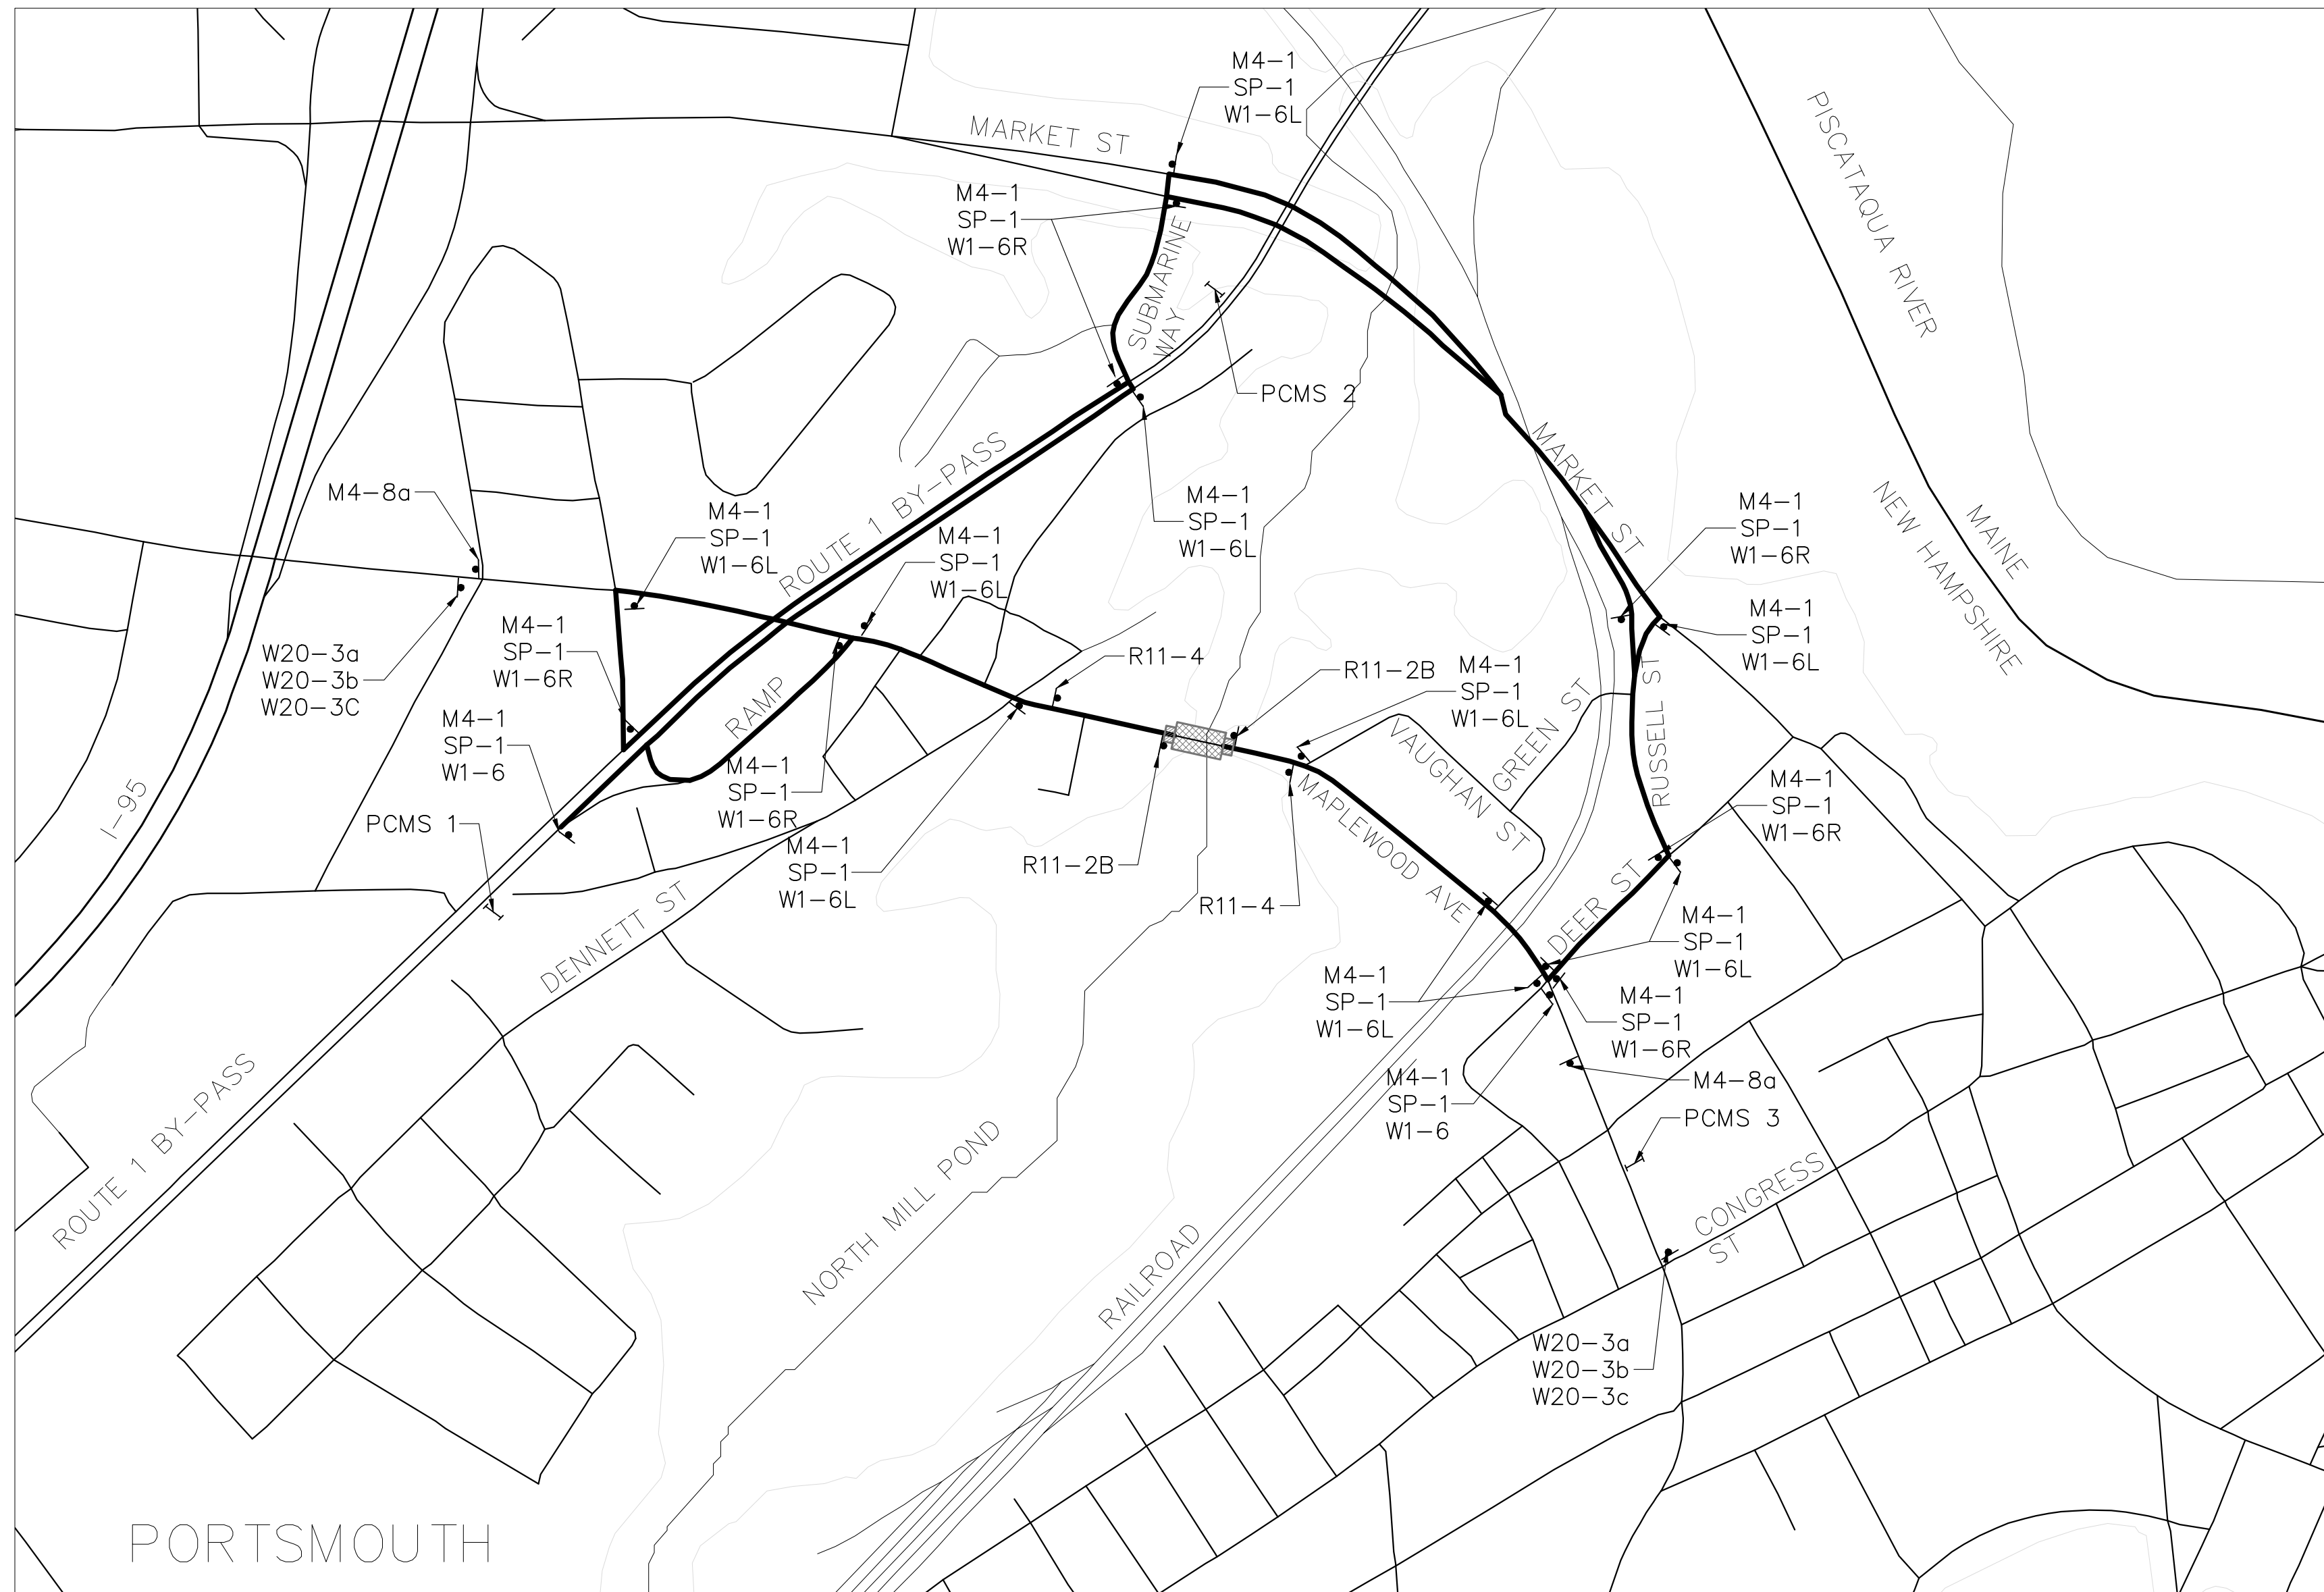 M4-1
SP-1
W1-6L
MARKET ST
PISCATAQUA RIVER
M4-1
SP-1
W1-6R
SUBMARINE
WAY
PCMS 2
ROUTE 1 BY-PASS
MARKET ST
M4-8a
M4-1
SP-1
W1-6L
M4-1
SP-1
W1-6L
M4-1
SP-1
W1-6L
M4-1
SP-1
W1-6R
MAINE
NEW HAMPSHIRE
W20-3a
W20-3b
W20-3C
M4-1
SP-1
W1-6R
M4-1
SP-1
W1-6L
R11-4
R11-2B
M4-1
SP-1
W1-6L
RAMP
VAUGHAN ST
GREEN ST
RUSSELL ST
M4-1
SP-1
W1-6
M4-1
SP-1
W1-6R
M4-1
SP-1
W1-6R
I-95
PCMS 1
M4-1
SP-1
W1-6L
R11-2B
R11-4
MAPLEWOOD AVE
DEER ST
DENNETT ST
M4-1
SP-1
W1-6L
M4-1
SP-1
W1-6L
M4-1
SP-1
W1-6R
M4-1
SP-1
W1-6
M4-8a
PCMS 3
ROUTE 1 BY-PASS
NORTH MILL POND
RAILROAD
CONGRESS
ST
W20-3a
W20-3b
W20-3c
PORTSMOUTH